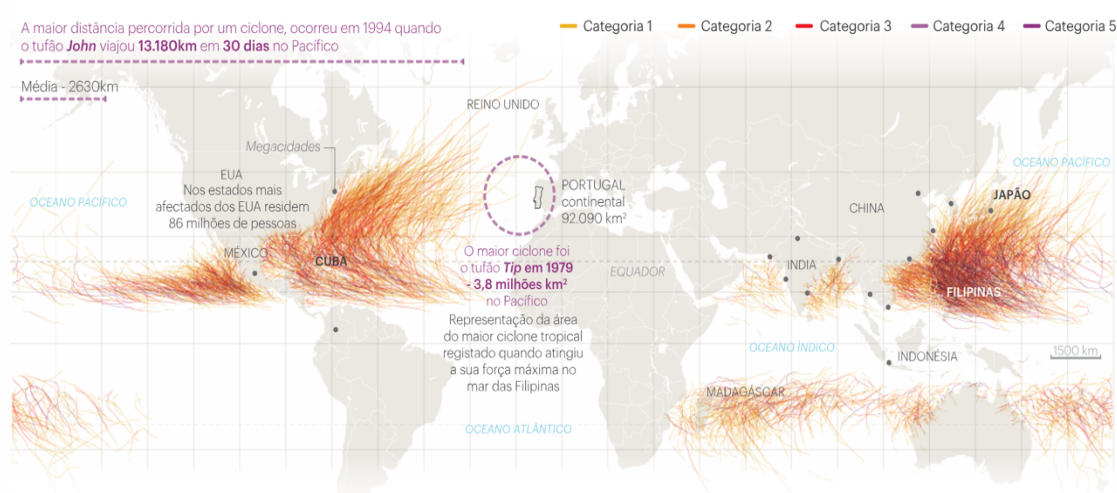 A maior distância percorrida por um ciclone, ocorreu em 1994 quando
o tufão John viajou 13.180km em 30 dias no Pacífico
Categoria 1
Categoria 2
Categoria 3
Categoria 4
Categoria 5
Média - 2630km
REINO UNIDO
Megacidades
EUA
Nos estados mais
afectados dos EUA residem
86 milhões de pessoas
OCEANO PACÍFICO
OCEANO PACÍFICO
PORTUGAL
continental
92.090 km²
JAPÃO
CHINA
MÉXICO
CUBA
O maior ciclone foi
o tufão Tip em 1979
- 3,8 milhões km²
no Pacífico
EQUADOR
INDIA
FILIPINAS
Representação da área
do maior ciclone tropical
registado quando atingiu
a sua força máxima no
mar das Filipinas
OCEANO ÍNDICO
INDONÉSIA
1500 km
MADAGÁSCAR
OCEANO ATLÂNTICO